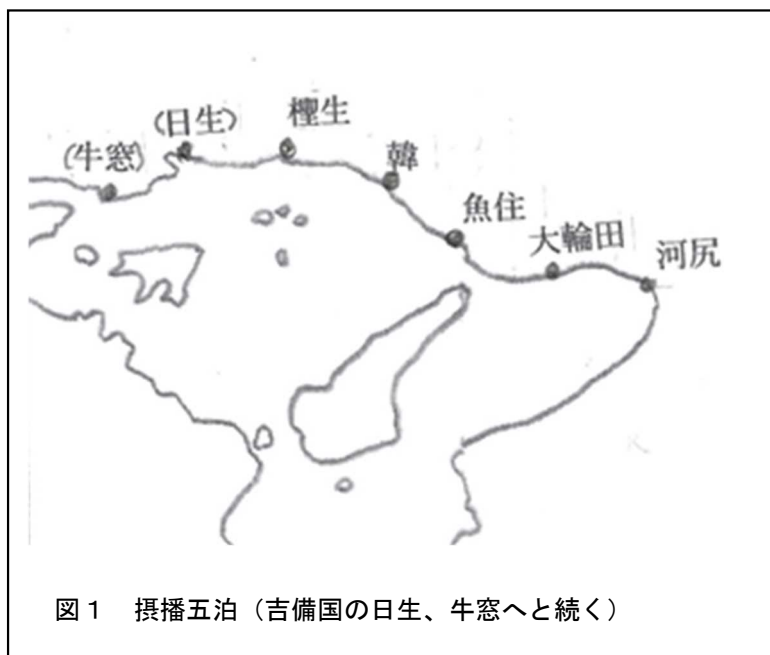 (牛窓)
(日生)
檉生
韓
魚住
大輪田
河尻
図1 摂播五泊（吉備国の日生、牛窓へと続く）